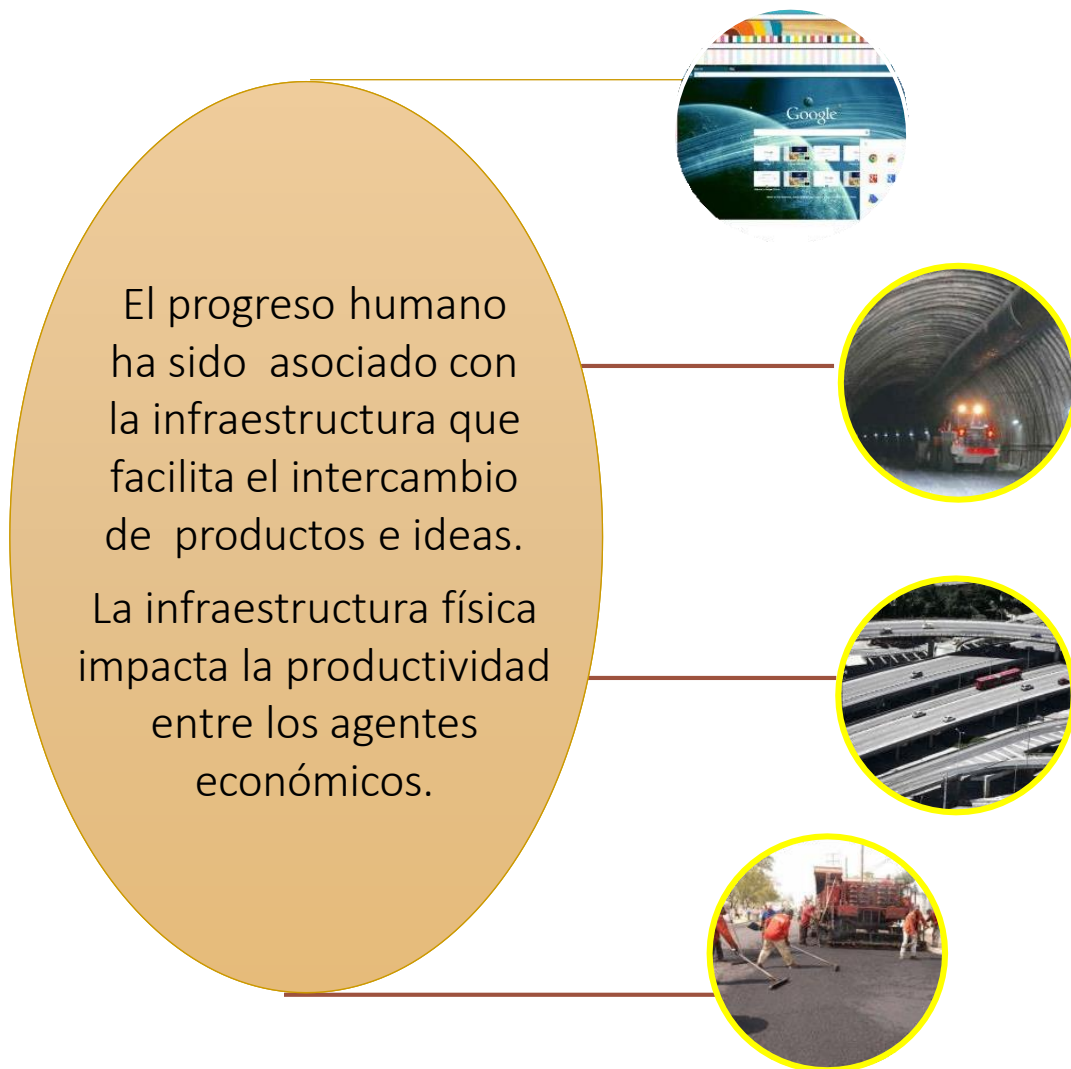 Google
El progreso humano
ha sido  asociado con
la infraestructura que
facilita el intercambio
de  productos e ideas.
La infraestructura física
impacta la productividad
entre los agentes
económicos.